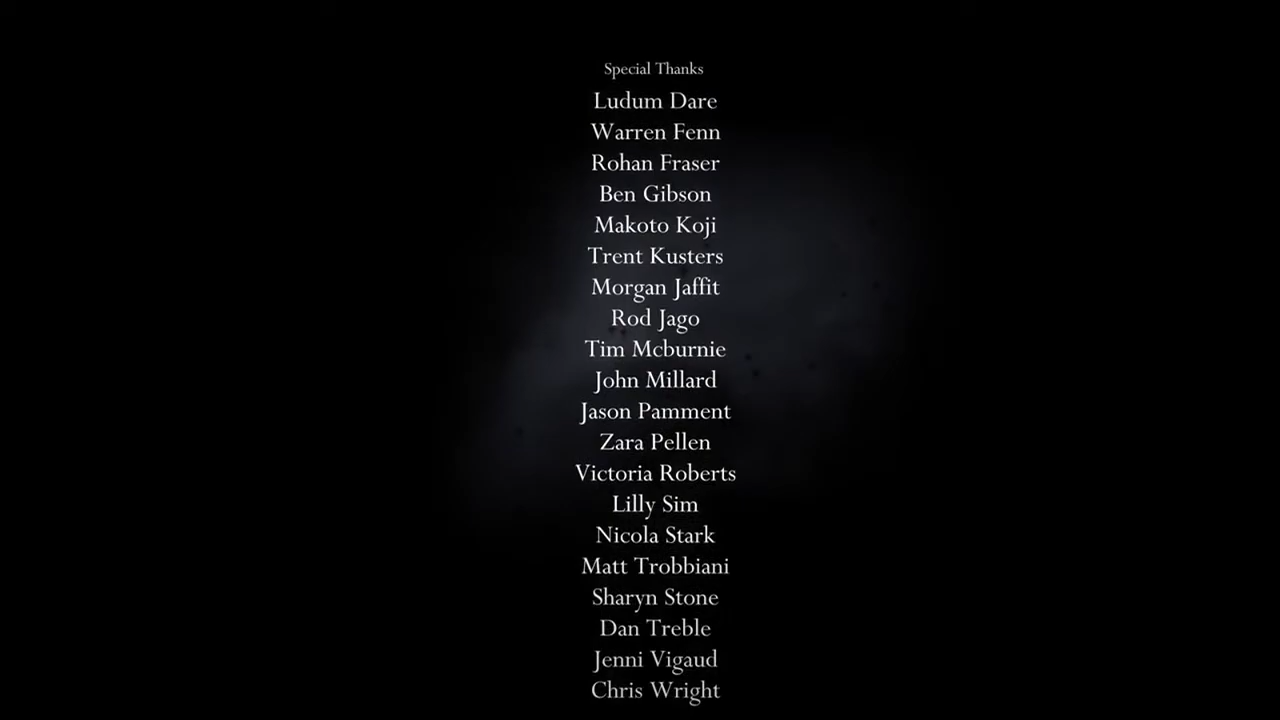 Special Thanks
Ludum Dare
Warren Fenn
Rohan Fraser
Ben Gibson
Makoto Koji
Trent Kusters
Morgan Jaffit
Rod Jago
Tim Mcburnie
John Millard
Jason Pamment
Zara Pellen
Victoria Roberts
Lilly Sim
Nicola Stark
Matt Trobbiani
Sharyn Stone
Dan Treble
Jenni Vigaud
Chris Wright